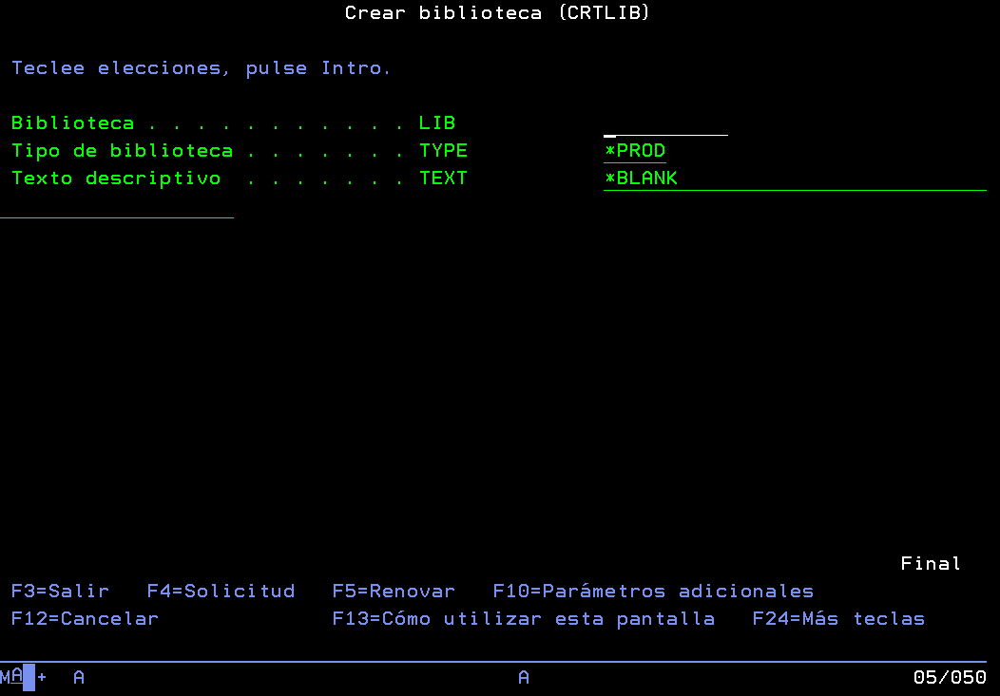 Crear biblioteca (CRTLIB)
Teclee elecciones, pulse Intro.
Biblioteca . . . . . . . . . . . LIB
Tipo de biblioteca . . . . . . . TYPE *PROD
Texto descriptivo . . . . . . . TEXT *BLANK
Final
F3=Salir F4=Solicitud F5=Renovar F10=Parámetros adicionales
F12=Cancelar F13=Cómo utilizar esta pantalla F24=Más teclas
MA + A A 05/050